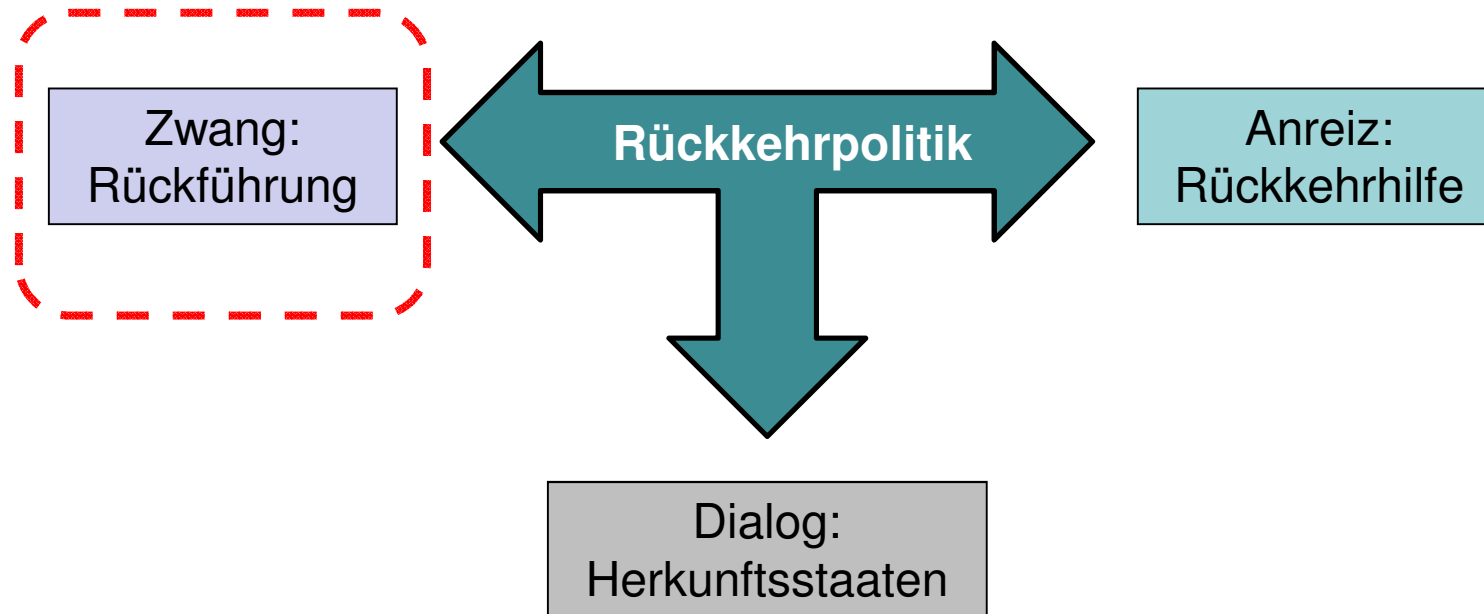 Zwang:
Rückführung
Rückkehrpolitik
Anreiz:
Rückkehrhilfe
Dialog:
Herkunftsstaaten